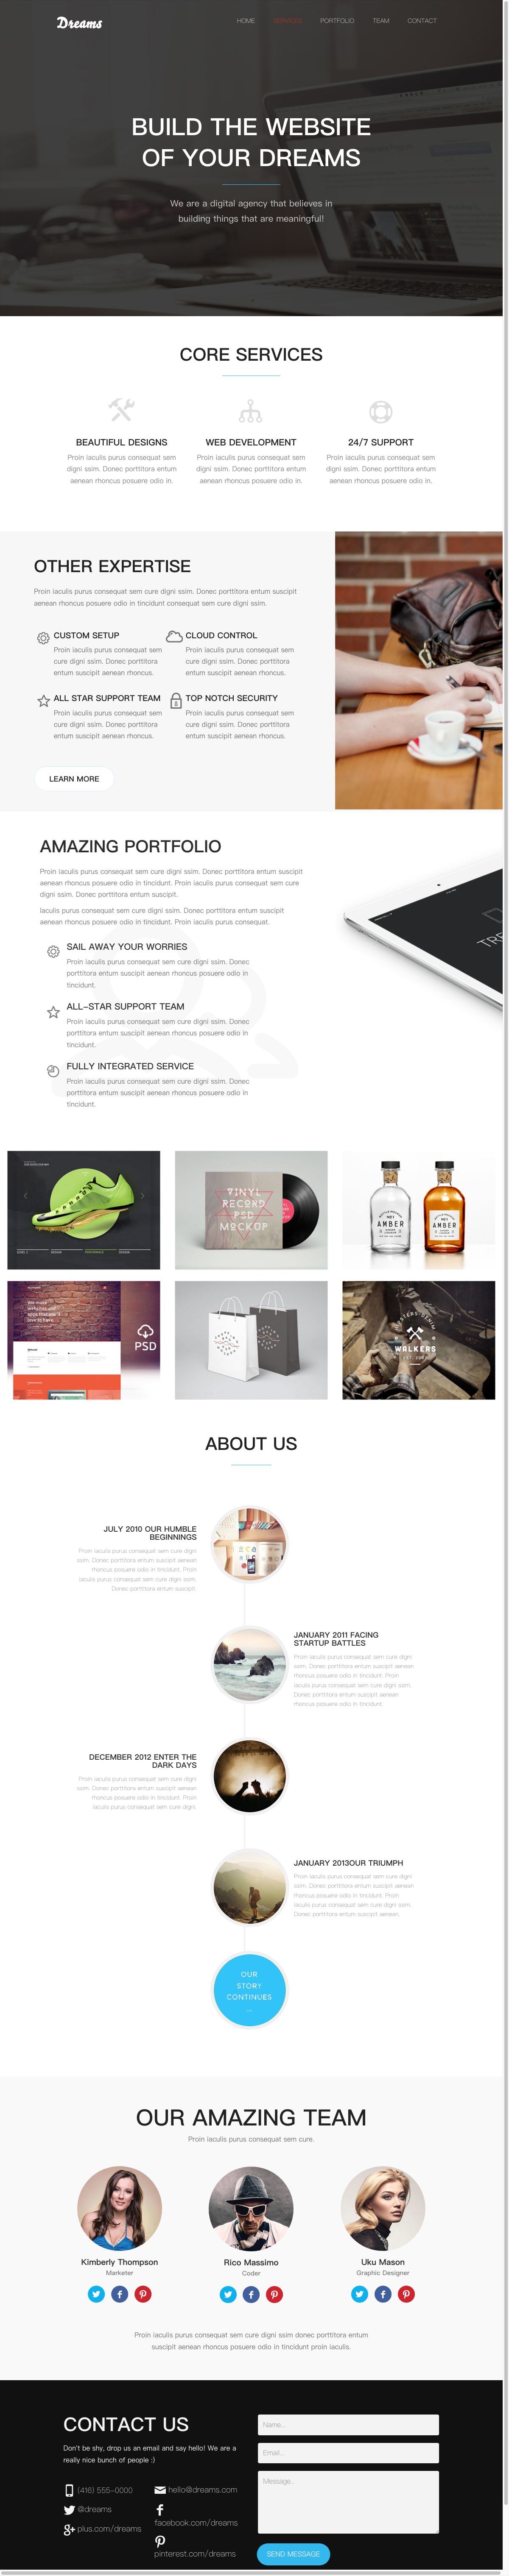 Dreams
HOME
SERVICES
PORTFOLIO
TEAM
CONTACT
BUILD THE WEBSITE
OF YOUR DREAMS
We are a digital agency that believes in
building things that are meaningful!
CORE SERVICES
BEAUTIFUL DESIGNS
Proin iaculis purus consequat sem
digni ssim. Donec porttitora entum
aenean rhoncus posuere odio in.
WEB DEVELOPMENT
Proin iaculis purus consequat sem
digni ssim. Donec porttitora entum
aenean rhoncus posuere odio in.
24/7 SUPPORT
Proin iaculis purus consequat sem
digni ssim. Donec porttitora entum
aenean rhoncus posuere odio in.
OTHER EXPERTISE
Proin iaculis purus consequat sem cure digni ssim. Donec porttitora entum suscipit
aenean rhoncus posuere odio in tincidunt consequat sem cure digni ssim.
CUSTOM SETUP
Proin iaculis purus consequat sem
cure digni ssim. Donec porttitora
entum suscipit aenean rhoncus.
CLOUD CONTROL
Proin iaculis purus consequat sem
cure digni ssim. Donec porttitora
entum suscipit aenean rhoncus.
ALL STAR SUPPORT TEAM
Proin iaculis purus consequat sem
cure digni ssim. Donec porttitora
entum suscipit aenean rhoncus.
TOP NOTCH SECURITY
Proin iaculis purus consequat sem
cure digni ssim. Donec porttitora
entum suscipit aenean rhoncus.
LEARN MORE
AMAZING PORTFOLIO
Proin iaculis purus consequat sem cure digni ssim. Donec porttitora entum suscipit
aenean rhoncus posuere odio in tincidunt. Proin iaculis purus consequat sem cure
digni ssim. Donec porttitora entum suscipit.
Iaculis purus consequat sem cure digni ssim. Donec porttitora entum suscipit
aenean rhoncus posuere odio in tincidunt. Proin iaculis purus consequat.
SAIL AWAY YOUR WORRIES
Proin iaculis purus consequat sem cure digni ssim. Donec
porttitora entum suscipit aenean rhoncus posuere odio in
tincidunt.
ALL-STAR SUPPORT TEAM
Proin iaculis purus consequat sem cure digni ssim. Donec
porttitora entum suscipit aenean rhoncus posuere odio in
tincidunt.
FULLY INTEGRATED SERVICE
Proin iaculis purus consequat sem cure digni ssim. Donec
porttitora entum suscipit aenean rhoncus posuere odio in
tincidunt.
TRE
VINYL
RECORD
PSD
MOCKUP
AMBER
AMBER
PSD
WALKERS
ABOUT US
JULY 2010 OUR HUMBLE
BEGINNINGS
Proin iaculis purus consequat sem cure digni
ssim. Donec porttitora entum suscipit aenean
rhoncus posuere odio in tincidunt. Proin
iaculis purus consequat sem cure digni ssim.
Donec porttitora entum suscipit.
JANUARY 2011 FACING
STARTUP BATTLES
Proin iaculis purus consequat sem cure digni
ssim. Donec porttitora entum suscipit aenean
rhoncus posuere odio in tincidunt. Proin
iaculis purus consequat sem cure digni ssim.
Donec porttitora entum suscipit aenean
rhoncus posuere odio in tincidunt.
DECEMBER 2012 ENTER THE
DARK DAYS
Proin iaculis purus consequat sem cure digni
ssim. Donec porttitora entum suscipit aenean
rhoncus posuere odio in tincidunt. Proin
iaculis purus consequat sem cure digni.
JANUARY 2013OUR TRIUMPH
Proin iaculis purus consequat sem cure digni
ssim. Donec porttitora entum suscipit aenean
rhoncus posuere odio in tincidunt. Proin
iaculis purus consequat sem cure digni ssim.
Donec porttitora entum suscipit aenean.
OUR
STORY
CONTINUES
...
OUR AMAZING TEAM
Proin iaculis purus consequat sem cure.
Kimberly Thompson
Marketer
Rico Massimo
Coder
Uku Mason
Graphic Designer
Proin iaculis purus consequat sem cure digni ssim donec porttitora entum
suscipit aenean rhoncus posuere odio in tincidunt proin iaculis.
CONTACT US
Don't be shy, drop us an email and say hello! We are a
really nice bunch of people :)
(416) 555-0000
@dreams
plus.com/dreams
hello@dreams.com
facebook.com/dreams
pinterest.com/dreams
Name...
Email...
Message...
SEND MESSAGE